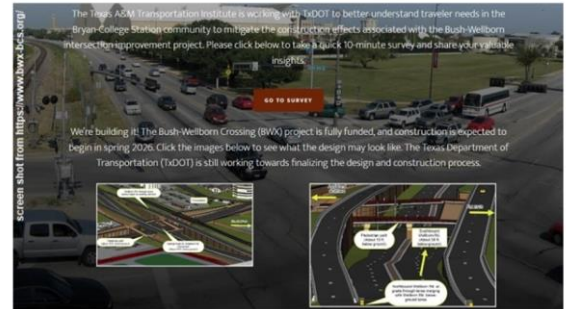 screen shot from https://www.bwx-bcs.org/
The Texas A&M Transportation Institute is working with TxDOT to better understand traveler needs in the
Bryan-College Station community to mitigate the construction effects associated with the Bush-Wellborn
intersection improvement project. Please click below to take a quick 10-minute survey and share your valuable
insights.
GO TO SURVEY
We're building it! The Bush-Wellborn Crossing (BWX) project is fully funded, and construction is expected to
begin in spring 2026. Click the images below to see what the design may look like. The Texas Department of
Transportation (TxDOT) is still working towards finalizing the design and construction process.